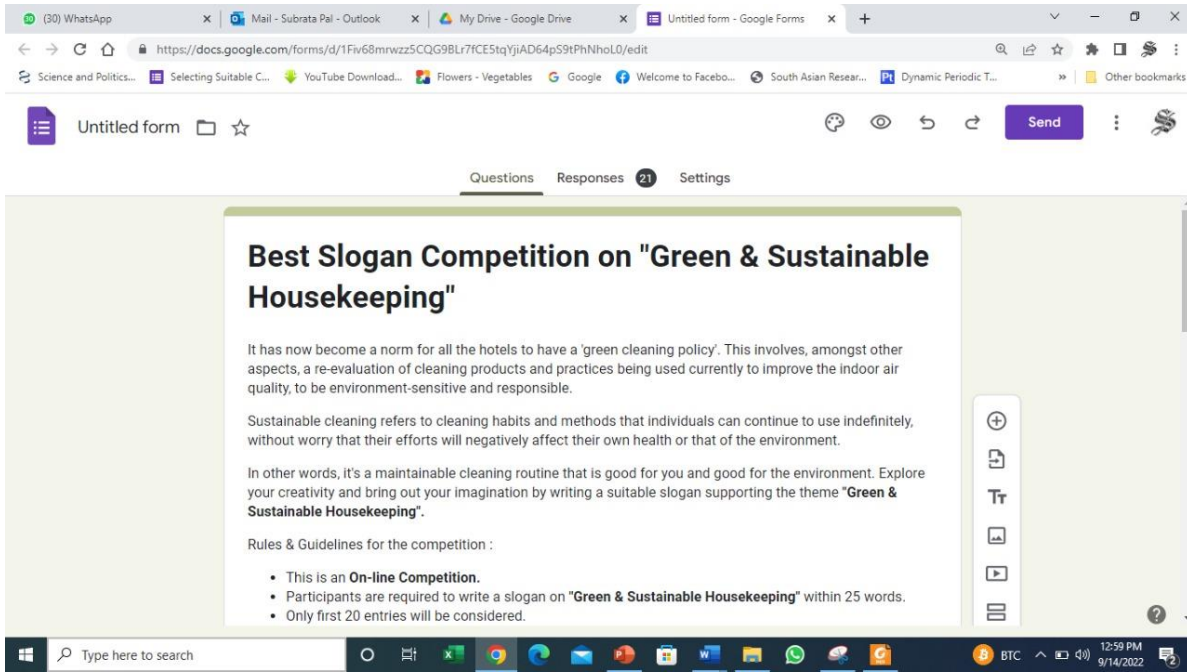 (30) WhatsApp
Mail - Subrata Pal - Outlook
My Drive - Google Drive
Untitled form - Google Forms
https://docs.google.com/forms/d/1Fiv68mrwzz5CQG9BLr7fCE5tqYjiAD64pS9tPhNhoL0/edit
Science and Politics...
Selecting Suitable C...
YouTube Download...
Flowers - Vegetables
Google
Welcome to Facebo...
South Asian Resear...
Dynamic Periodic T...
Other bookmarks
Untitled form
Send
Questions
Responses 21
Settings
Best Slogan Competition on "Green & Sustainable
Housekeeping"
It has now become a norm for all the hotels to have a 'green cleaning policy'. This involves, amongst other
aspects, a re-evaluation of cleaning products and practices being used currently to improve the indoor air
quality, to be environment-sensitive and responsible.
Sustainable cleaning refers to cleaning habits and methods that individuals can continue to use indefinitely,
without worry that their efforts will negatively affect their own health or that of the environment.
In other words, it's a maintainable cleaning routine that is good for you and good for the environment. Explore
your creativity and bring out your imagination by writing a suitable slogan supporting the theme "Green &
Sustainable Housekeeping".
Rules & Guidelines for the competition :
• This is an On-line Competition.
• Participants are required to write a slogan on "Green & Sustainable Housekeeping" within 25 words.
• Only first 20 entries will be considered.
Type here to search
BTC
12:59 PM
9/14/2022